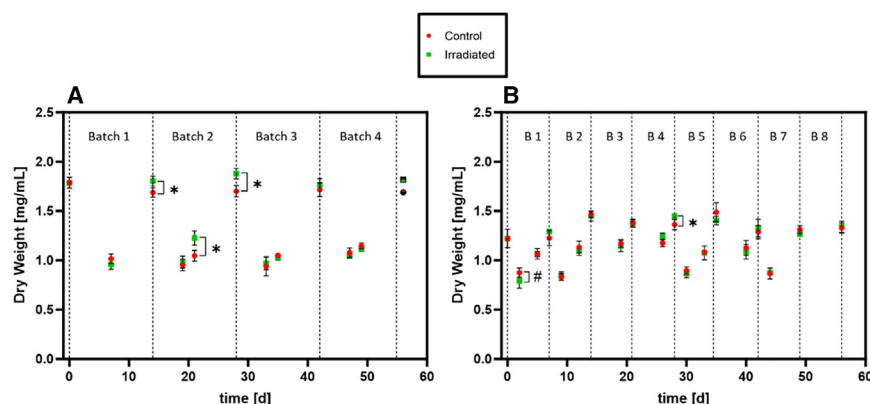 Control
Irradiated
A
B
2.5
2.0
1.5
1.0
0.5
0.0
Dry Weight [mg/mL]
Batch 1 Batch 2 Batch 3 Batch 4
*
*
*
0 10 20 30 40 50 60
time [d]
2.5
2.0
1.5
1.0
0.5
0.0
Dry Weight [mg/mL]
B 1 B 2 B 3 B 4 B 5 B 6 B 7 B 8
#
*
0 10 20 30 40 50 60
time [d]